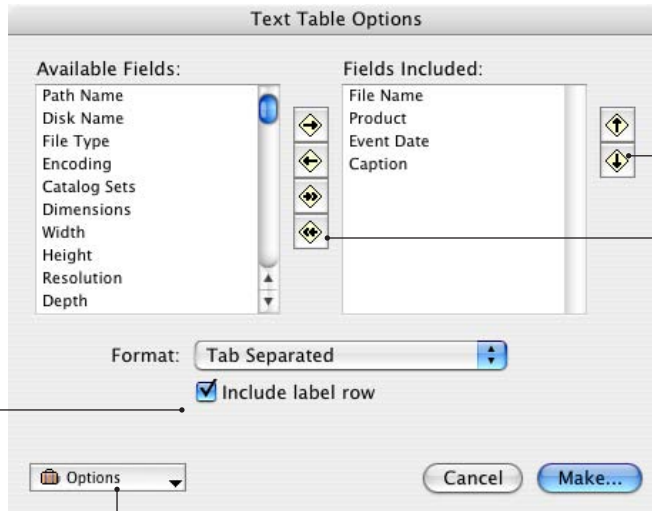 Text Table Options
Available Fields:
Path Name
Disk Name
File Type
Encoding
Catalog Sets
Dimensions
Width
Height
Resolution
Depth
Fields Included:
File Name
Product
Event Date
Caption
Format: Tab Separated
Include label row
Options
Cancel Make...